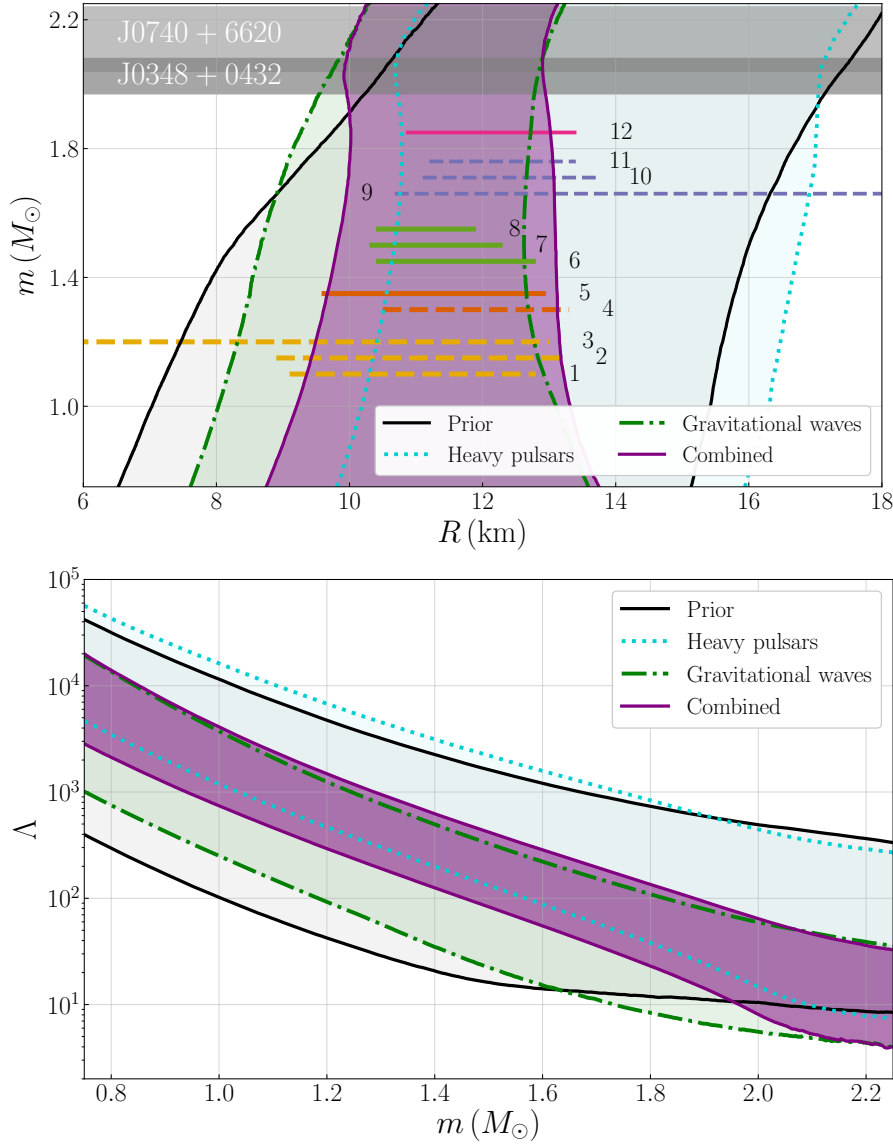 2.2
J0740 + 6620
J0348 + 0432
1.8
12
11
10
9
8
7
6
1.4
5
4
3
2
1
1.0
m (M⊙)
Prior
Heavy pulsars
Gravitational waves
Combined
6 8 10 12 14 16 18
R (km)
10^5
10^4
10^3
10^2
10^1
Λ
Prior
Heavy pulsars
Gravitational waves
Combined
0.8 1.0 1.2 1.4 1.6 1.8 2.0 2.2
m (M⊙)